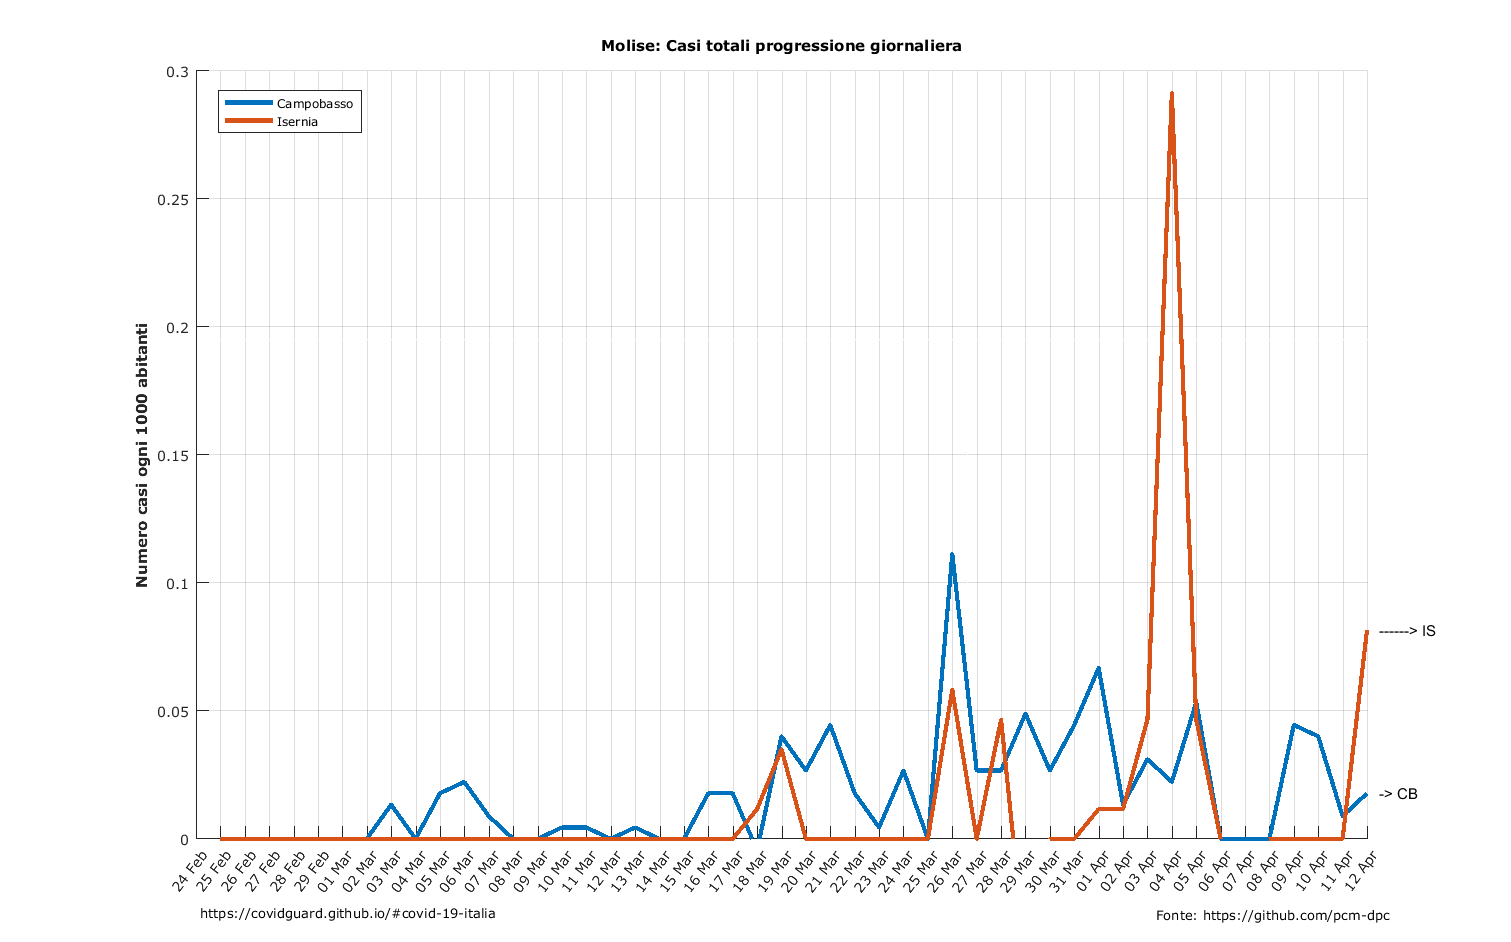 Molise: Casi totali progressione giornaliera
Campobasso
Isernia
Numero casi ogni 1000 abitanti
0.3
0.25
0.2
0.15
0.1
0.05
0
------> IS
-> CB
24 Feb
25 Feb
26 Feb
27 Feb
28 Feb
29 Feb
01 Mar
02 Mar
03 Mar
04 Mar
05 Mar
06 Mar
07 Mar
08 Mar
09 Mar
10 Mar
11 Mar
12 Mar
13 Mar
14 Mar
15 Mar
16 Mar
17 Mar
18 Mar
19 Mar
20 Mar
21 Mar
22 Mar
23 Mar
24 Mar
25 Mar
26 Mar
27 Mar
28 Mar
29 Mar
30 Mar
31 Mar
01 Apr
02 Apr
03 Apr
04 Apr
05 Apr
06 Apr
07 Apr
08 Apr
09 Apr
10 Apr
11 Apr
12 Apr
https://covidguard.github.io/#covid-19-italia
Fonte: https://github.com/pcm-dpc